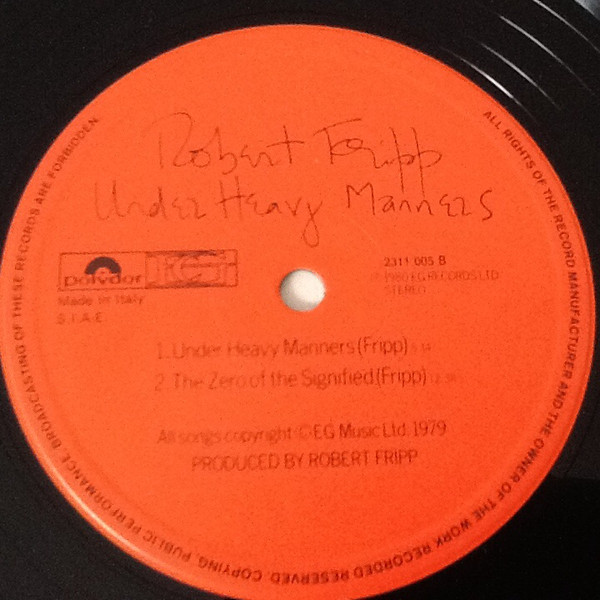 Robert Fripp
Under Heavy Manners
polydor EG
Made in Italy
S.I.A.E.
2311 005 B
℗ 1980 EG RECORDS LTD
STEREO
1. Under Heavy Manners (Fripp)
2. The Zero of the Signified (Fripp)
All songs copyright © EG Music Ltd. 1979
PRODUCED BY ROBERT FRIPP
ALL RIGHTS OF THE RECORD MANUFACTURER AND THE OWNER OF THE WORK RECORDED RESERVED. COPYING, PUBLIC PERFORMANCE, BROADCASTING OF THESE RECORDS ARE FORBIDDEN.